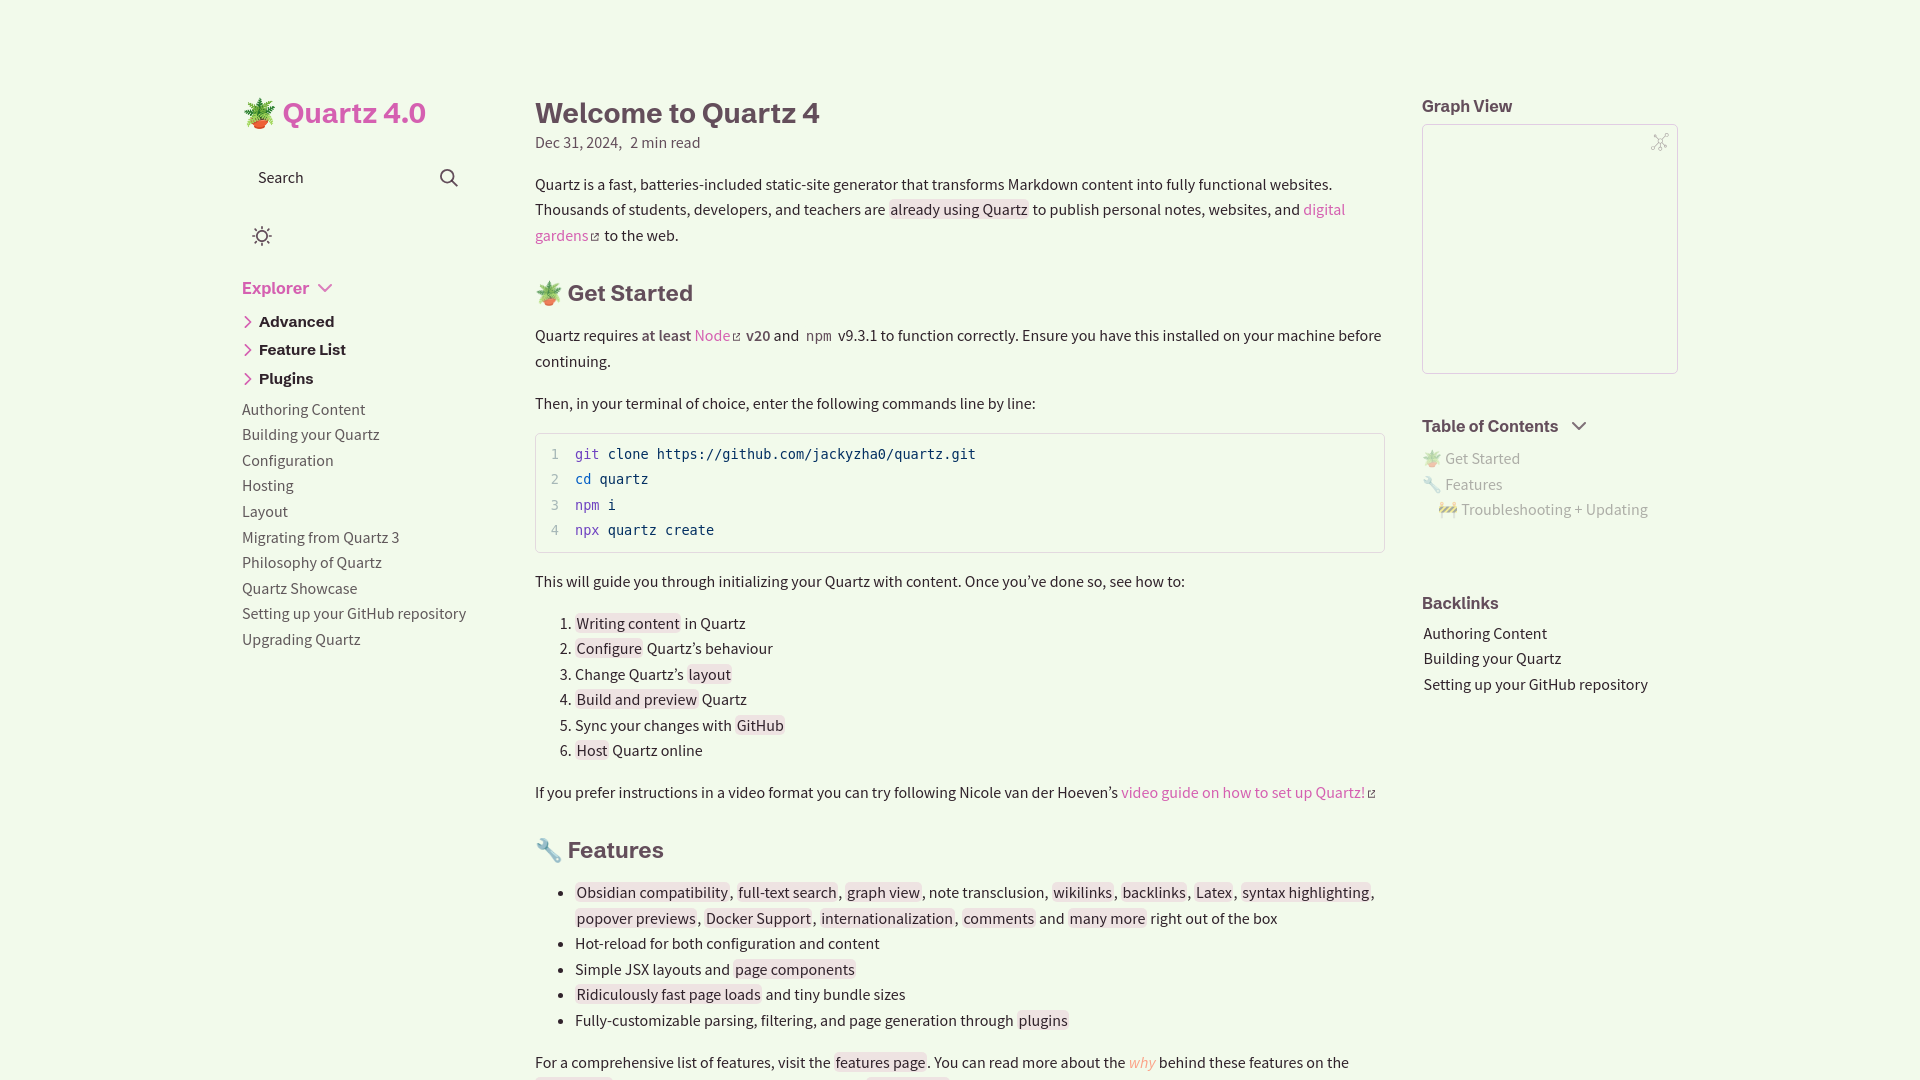 🪴 Quartz 4.0
Search
Explorer
Advanced
Feature List
Plugins
Authoring Content
Building your Quartz
Configuration
Hosting
Layout
Migrating from Quartz 3
Philosophy of Quartz
Quartz Showcase
Setting up your GitHub repository
Upgrading Quartz
Welcome to Quartz 4
Dec 31, 2024, 2 min read
Quartz is a fast, batteries-included static-site generator that transforms Markdown content into fully functional websites.
Thousands of students, developers, and teachers are already using Quartz to publish personal notes, websites, and digital
gardens to the web.
🪴 Get Started
Quartz requires at least Node v20 and npm v9.3.1 to function correctly. Ensure you have this installed on your machine before
continuing.
Then, in your terminal of choice, enter the following commands line by line:
1 git clone https://github.com/jackyzha0/quartz.git
2 cd quartz
3 npm i
4 npx quartz create
This will guide you through initializing your Quartz with content. Once you’ve done so, see how to:
1. Writing content in Quartz
2. Configure Quartz’s behaviour
3. Change Quartz’s layout
4. Build and preview Quartz
5. Sync your changes with GitHub
6. Host Quartz online
If you prefer instructions in a video format you can try following Nicole van der Hoeven’s video guide on how to set up Quartz!
🔧 Features
• Obsidian compatibility, full-text search, graph view, note transclusion, wikilinks, backlinks, Latex, syntax highlighting,
popover previews, Docker Support, internationalization, comments and many more right out of the box
• Hot-reload for both configuration and content
• Simple JSX layouts and page components
• Ridiculously fast page loads and tiny bundle sizes
• Fully-customizable parsing, filtering, and page generation through plugins
For a comprehensive list of features, visit the features page. You can read more about the why behind these features on the
Graph View
Table of Contents
🪴 Get Started
🔧 Features
🚧 Troubleshooting + Updating
Backlinks
Authoring Content
Building your Quartz
Setting up your GitHub repository